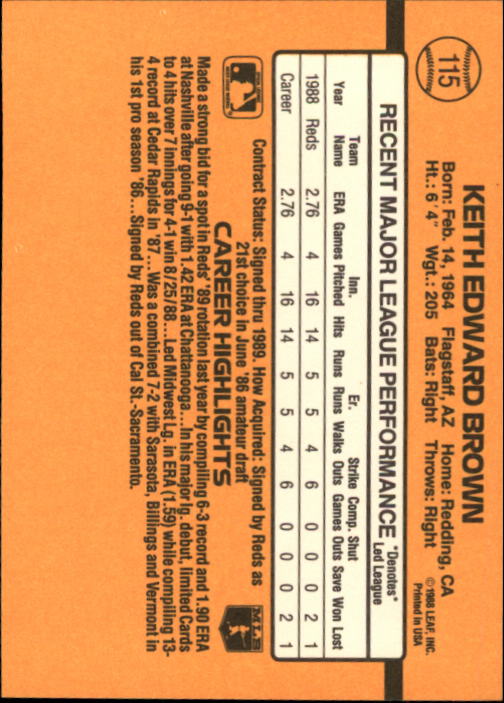 115
KEITH EDWARD BROWN
Born: Feb. 14, 1964 Flagstaff, AZ Home: Redding, CA
Ht.: 6' 4" Wgt.: 205 Bats: Right Throws: Right
©1988 LEAF, INC.
Printed in USA
RECENT MAJOR LEAGUE PERFORMANCE
"Denotes"
Led League
Team Inn. Er. Strike Comp. Shut
Year Name ERA Games Pitched Hits Runs Runs Walks Outs Games Outs Save Won Lost
1988 Reds 2.76 4 16 14 5 5 4 6 0 0 0 2 1
Career 2.76 4 16 14 5 5 4 6 0 0 0 2 1
Contract Status: Signed thru 1989. How Acquired: Signed by Reds as
21st choice in June '86 amateur draft
CAREER HIGHLIGHTS
MLB
Made a strong bid for a spot in Reds' '89 rotation last year by compiling 6-3 record and 1.90 ERA
at Nashville after going 9-1 with 1.42 ERA at Chattanooga...In his major lg. debut, limited Cards
to 4 hits over 7 innings for 4-1 win 8/25/88...Led Midwest Lg. in ERA (1.59) while compiling 13-
4 record at Cedar Rapids in '87...Was a combined 7-2 with Sarasota, Billings and Vermont in
his 1st pro season '86...Signed by Reds out of Cal St.-Sacramento.